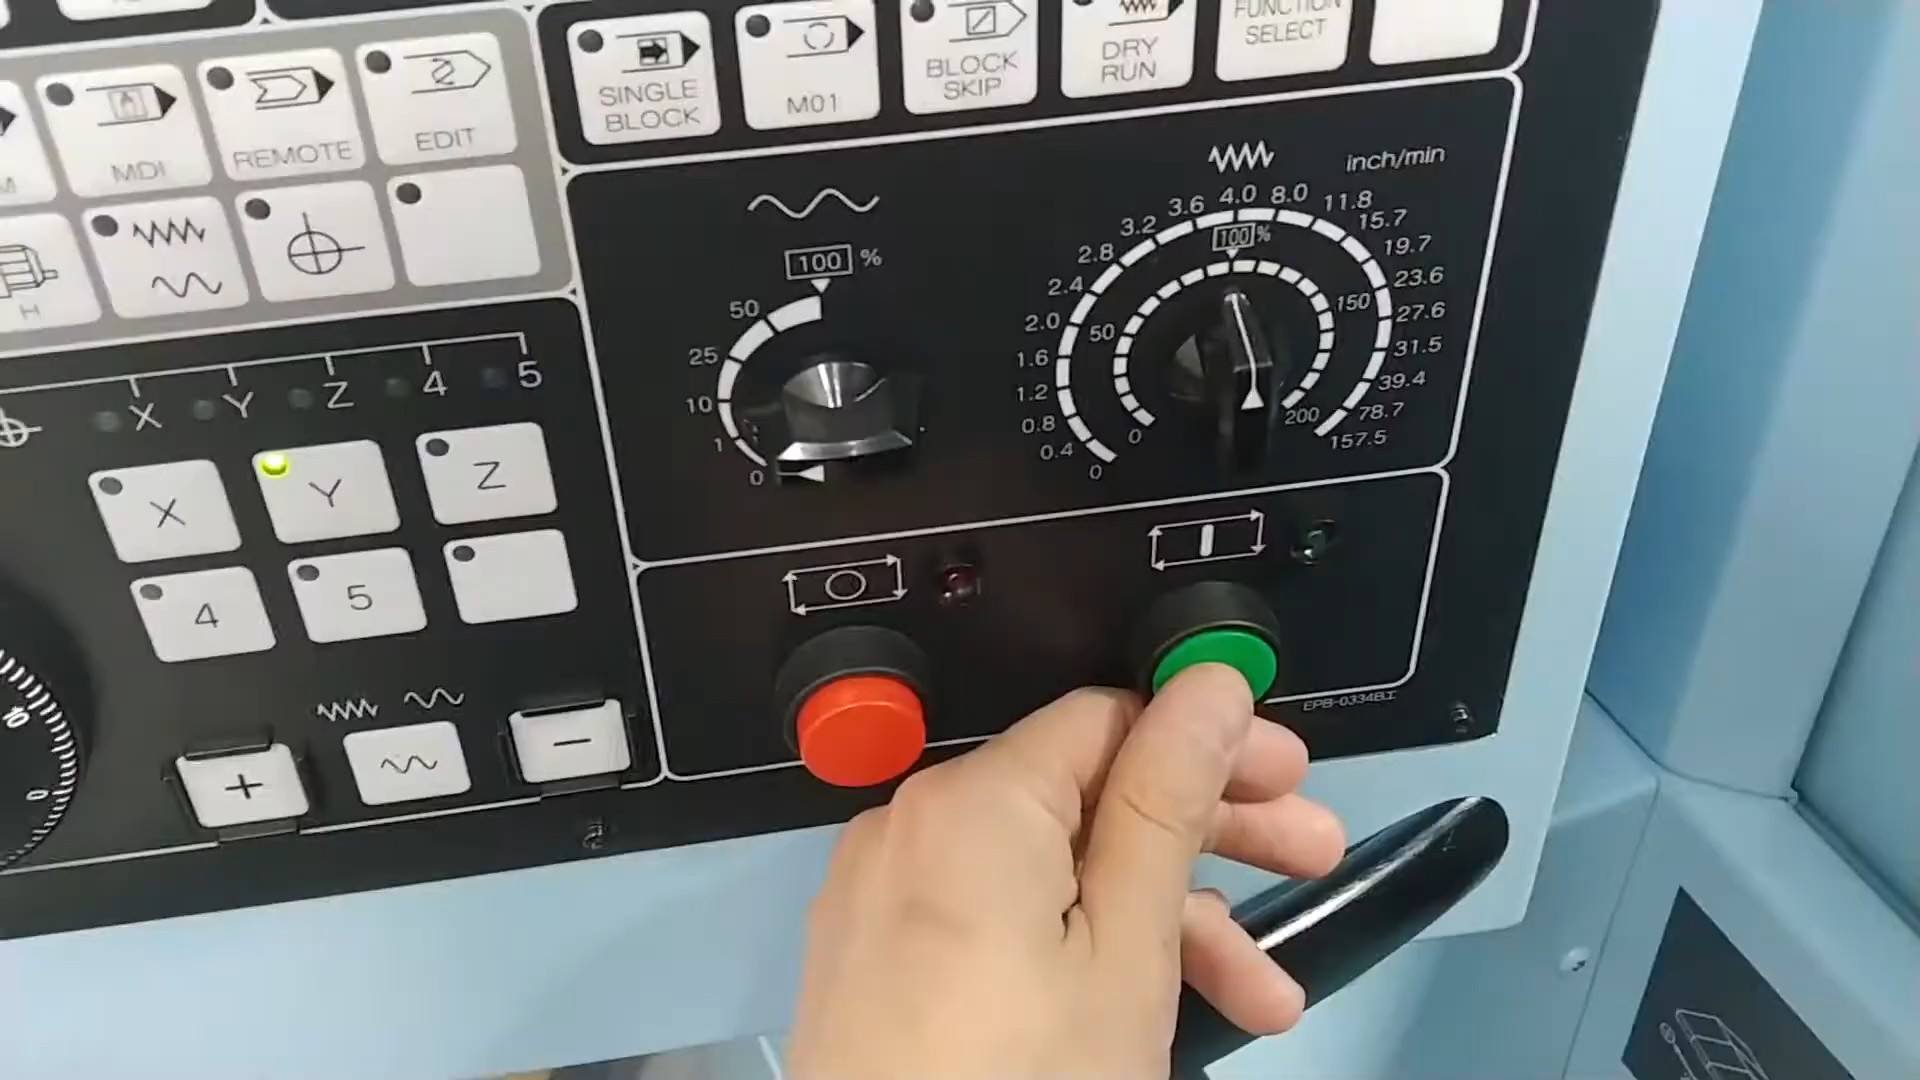 SINGLE
BLOCK
M01
BLOCK
SKIP
DRY
RUN
FUNCTION
SELECT
M
MDI
REMOTE
EDIT
H
100 %
50
25
10
1
0
inch/min
0
0.4
0.8
1.2
1.6
2.0
2.4
2.8
3.2
3.6
4.0
8.0
11.8
15.7
19.7
23.6
27.6
31.5
39.4
78.7
157.5
100 %
0
50
150
200
X
Y
Z
4
5
X
Y
Z
4
5
+
−
10
0
EPB-0334B.I